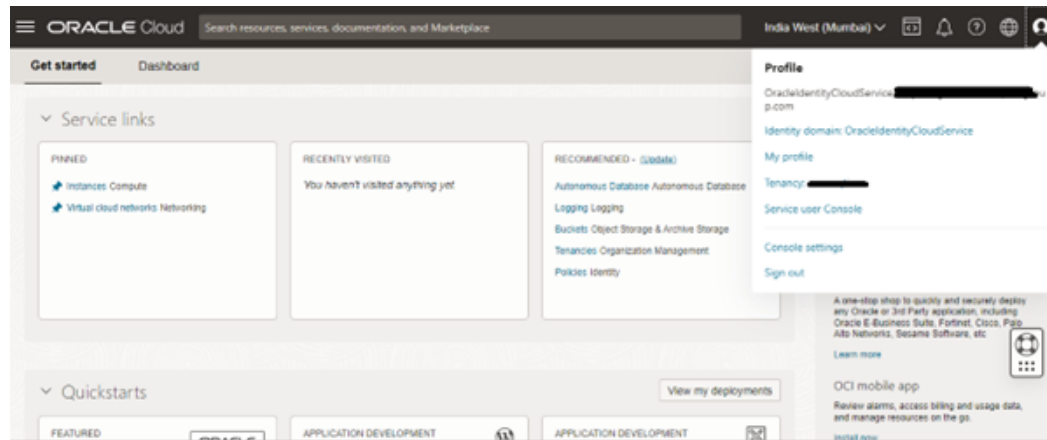 ORACLE Cloud
Search resources, services, documentation, and Marketplace
India West (Mumbai)
Get started
Dashboard
Profile
OracleIdentityCloudService
p.com
Identity domain: OracleIdentityCloudService
My profile
Tenancy:
Service user Console
Console settings
Sign out
Service links
PINNED
Instances Compute
Virtual cloud networks Networking
RECENTLY VISITED
You haven't visited anything yet.
RECOMMENDED - (Update)
Autonomous Database Autonomous Database
Logging Logging
Buckets Object Storage & Archive Storage
Tenancies Organization Management
Policies Identity
A one-stop shop to quickly and securely deploy
any Oracle or 3rd Party application, including
Oracle E-Business Suite, Fortinet, Cisco, Palo
Alto Networks, Sesame Software, etc
Learn more
Quickstarts
View my deployments
OCI mobile app
Review alarms, access billing and usage data,
and manage resources on the go.
Install now
FEATURED
ORACLE
APPLICATION DEVELOPMENT
APPLICATION DEVELOPMENT